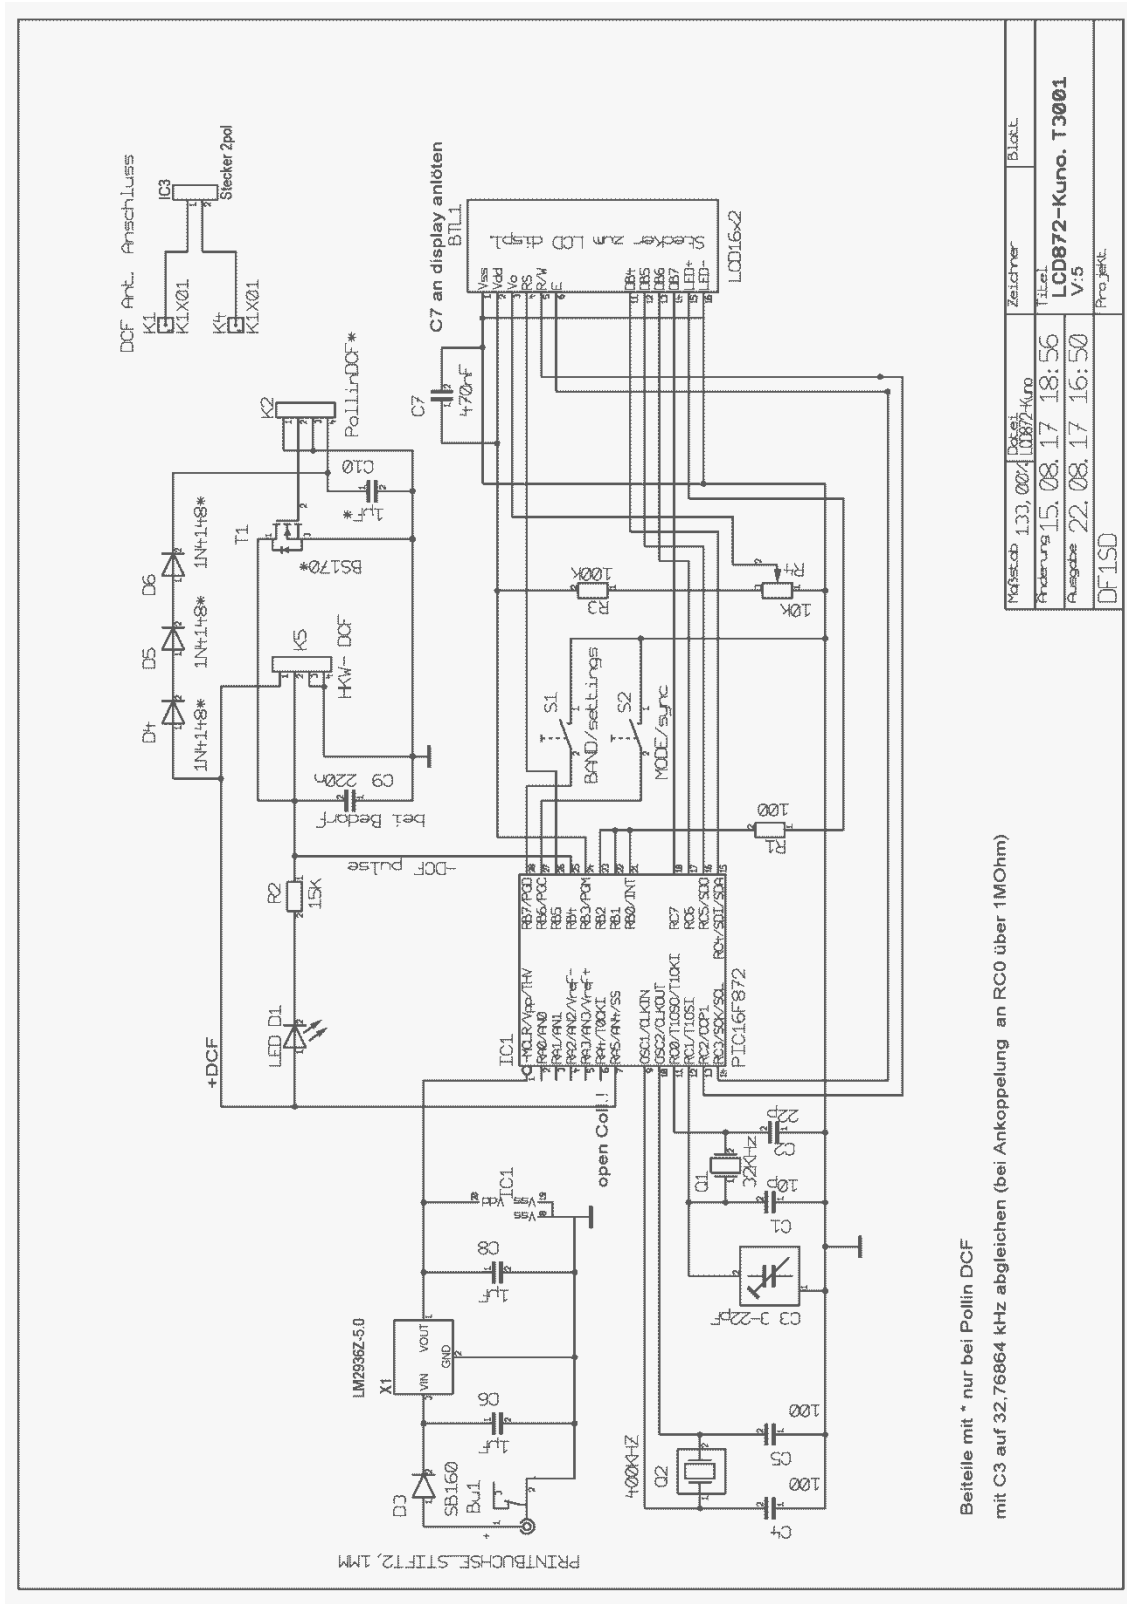 DCF Ant. Anschluss
K1
K1X01
K4
K1X01
IC3
1
2
Stecker 2pol
C7 an display anlöten
BTL1
LCD16x2
Vss
Vdd
Vo
RS
R/W
E
DB4
DB5
DB6
DB7
LED+
LED-
C7
470nF
K2
PollinDCF*
C10
1µF
*
T1
BS170*
D6
1N4148*
D5
1N4148*
D4
1N4148*
K5
HKW- DCF
C9 220n
bei Bedarf
R2
15K
-DCF pulse
+DCF
LED D1
R3
100K
R4
10K
S1
BAND/settings
S2
MODE/sync
R1
100
IC1
PIC16F872
-MCLR/Vpp/THV
RA0/AN0
RA1/AN1
RA2/AN2/Vref-
RA3/AN3/Vref+
RA4/T0CKI
RA5/AN4/SS
OSC1/CLKIN
OSC2/CLKOUT
RC0/T1OSO/T1CKI
RC1/T1OSI
RC2/CCP1
RC3/SCK/SCL
RB7/PGD
RB6/PGC
RB5
RB4
RB3/PGM
RB2
RB1
RB0/INT
RC7
RC6
RC5/SDO
RC4/SDI/SDA
open Coll.!
IC1
Vdd
Vss
Vss
LM2936Z-5.0
X1
VIN
VOUT
GND
C8
1µF
C6
1µF
D3
SB160
Bu1
+
PRINTBUCHSE_STIFT2,1MM
Q1
32KHz
C2
22p
C1
10p
C3 3-22pF
400KHZ
Q2
C5
100
C4
100
Beiteile mit * nur bei Pollin DCF
mit C3 auf 32,76864 kHz abgleichen (bei Ankoppelung an RC0 über 1MOhm)
Maßstab 133,00%
Datei
LCD872-Kuno
Zeichner
Blatt
Änderung 15.08.17 18:56
Titel
LCD872-Kuno. T3001
V:5
Ausgabe 22.08.17 16:50
DF1SD
Projekt